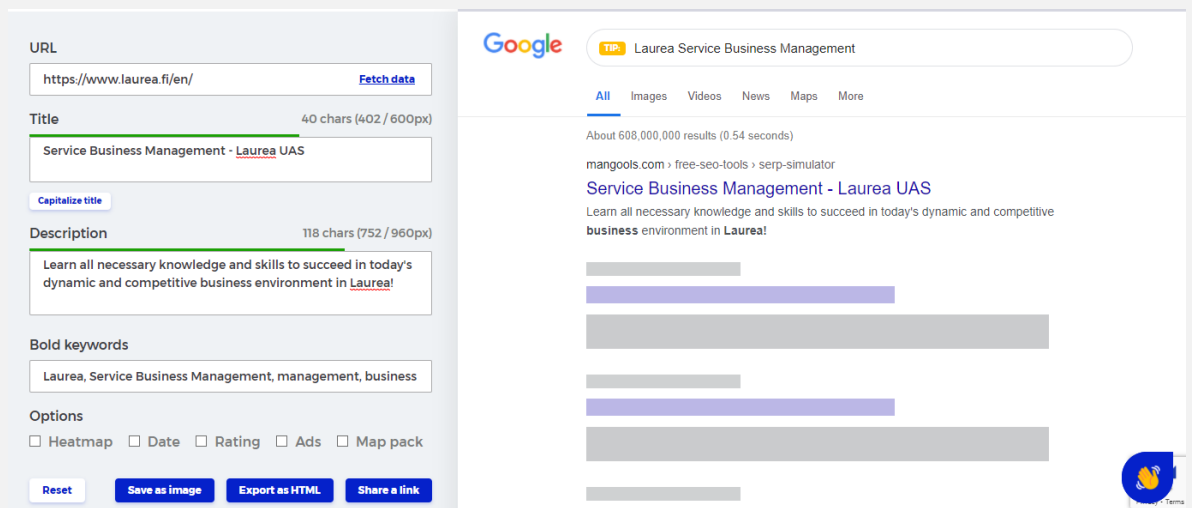 URL
https://www.laurea.fi/en/ Fetch data
Title 40 chars (402 / 600px)
Service Business Management - Laurea UAS
Capitalize title
Description 118 chars (752 / 960px)
Learn all necessary knowledge and skills to succeed in today's
dynamic and competitive business environment in Laurea!
Bold keywords
Laurea, Service Business Management, management, business
Options
Heatmap Date Rating Ads Map pack
Reset Save as image Export as HTML Share a link
Google TIP: Laurea Service Business Management
All Images Videos News Maps More
About 608,000,000 results (0.54 seconds)
mangools.com › free-seo-tools › serp-simulator
Service Business Management - Laurea UAS
Learn all necessary knowledge and skills to succeed in today's dynamic and competitive
business environment in Laurea!
- Terms